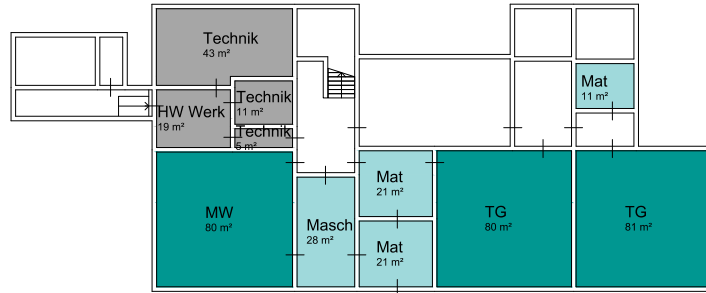 Technik
43 m²
Mat
11 m²
HW Werk
19 m²
Technik
11 m²
Technik
5 m²
Mat
21 m²
MW
80 m²
Masch
28 m²
Mat
21 m²
TG
80 m²
TG
81 m²